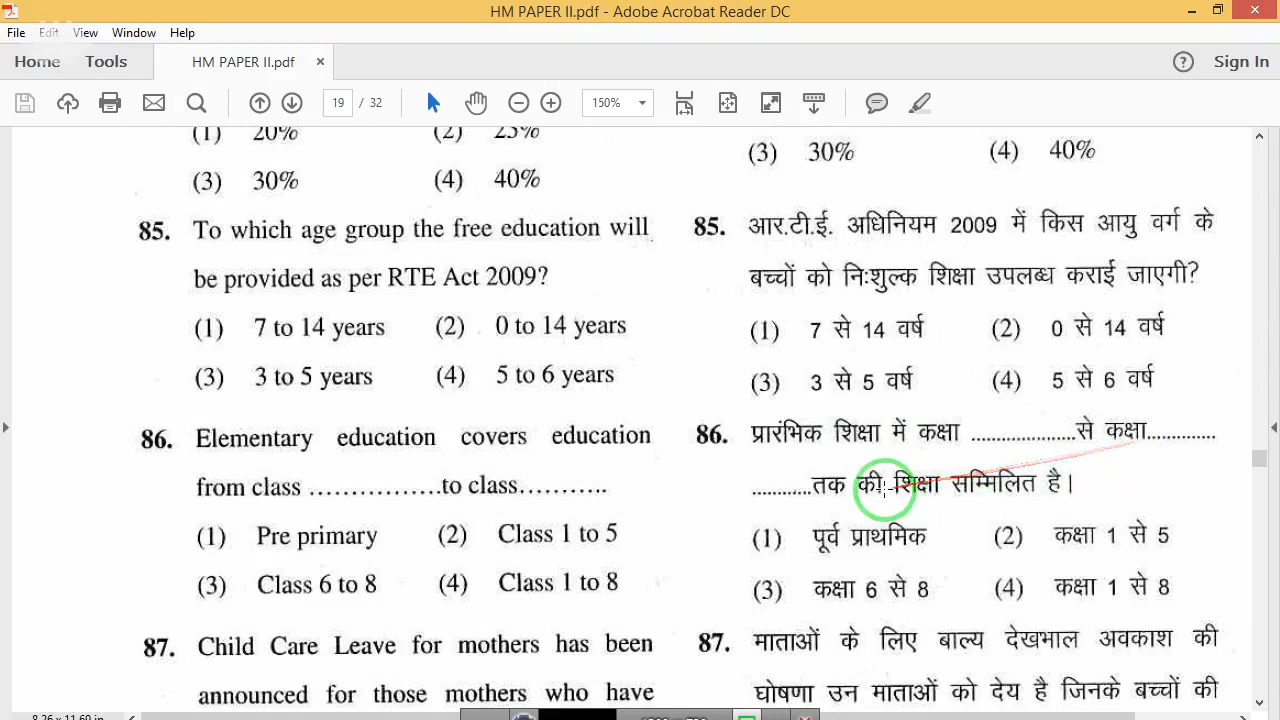 HM PAPER II.pdf - Adobe Acrobat Reader DC
File Edit View Window Help
Home Tools HM PAPER II.pdf × ? Sign In
19 / 32 150%
(1) 20% (2) 25%
(3) 30% (4) 40%
85. To which age group the free education will
be provided as per RTE Act 2009?
(1) 7 to 14 years (2) 0 to 14 years
(3) 3 to 5 years (4) 5 to 6 years
86. Elementary education covers education
from class ………………to class………..
(1) Pre primary (2) Class 1 to 5
(3) Class 6 to 8 (4) Class 1 to 8
87. Child Care Leave for mothers has been
announced for those mothers who have
(3) 30% (4) 40%
85. आर.टी.ई. अधिनियम 2009 में किस आयु वर्ग के
बच्चों को निःशुल्क शिक्षा उपलब्ध कराई जाएगी?
(1) 7 से 14 वर्ष (2) 0 से 14 वर्ष
(3) 3 से 5 वर्ष (4) 5 से 6 वर्ष
86. प्रारंभिक शिक्षा में कक्षा .....................से कक्षा..............
............तक की शिक्षा सम्मिलित है।
(1) पूर्व प्राथमिक (2) कक्षा 1 से 5
(3) कक्षा 6 से 8 (4) कक्षा 1 से 8
87. माताओं के लिए बाल्य देखभाल अवकाश की
घोषणा उन माताओं को देय है जिनके बच्चों की
8.26 x 11.69 in